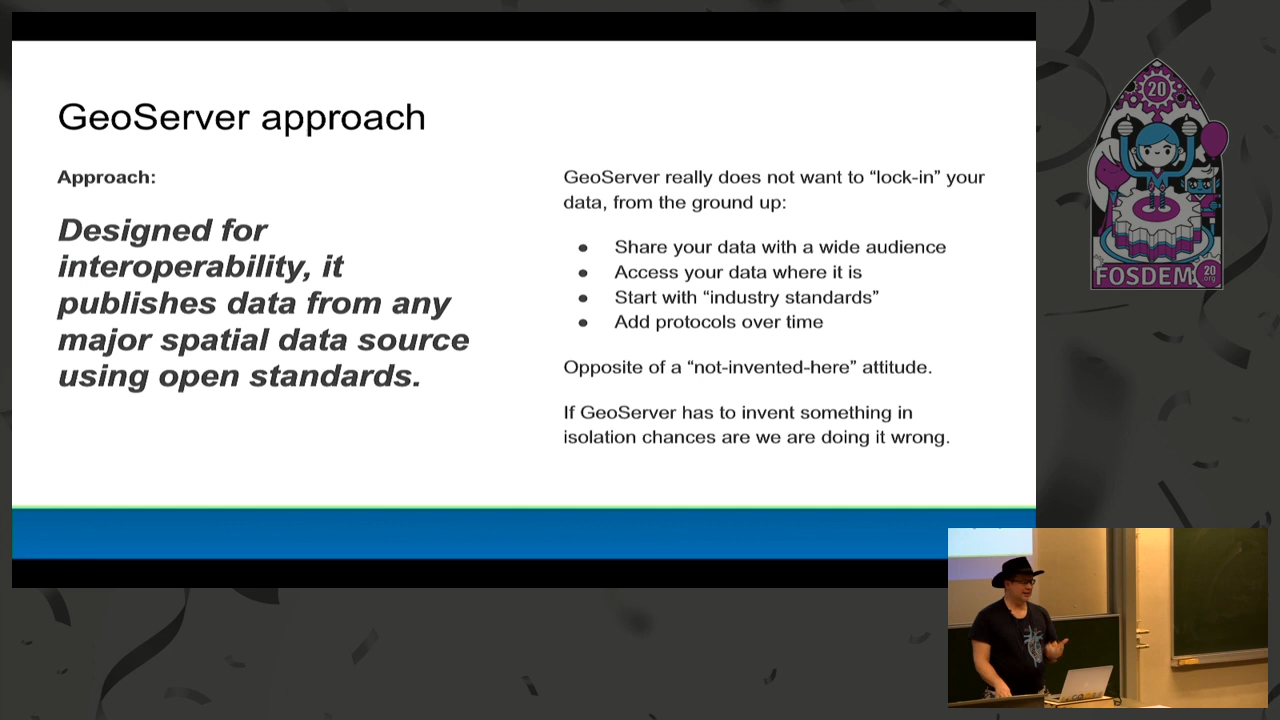 GeoServer approach
Approach:
Designed for
interoperability, it
publishes data from any
major spatial data source
using open standards.
GeoServer really does not want to “lock-in” your
data, from the ground up:
● Share your data with a wide audience
● Access your data where it is
● Start with “industry standards”
● Add protocols over time
Opposite of a “not-invented-here” attitude.
If GeoServer has to invent something in
isolation chances are we are doing it wrong.
20
FOSDEM 20
.org